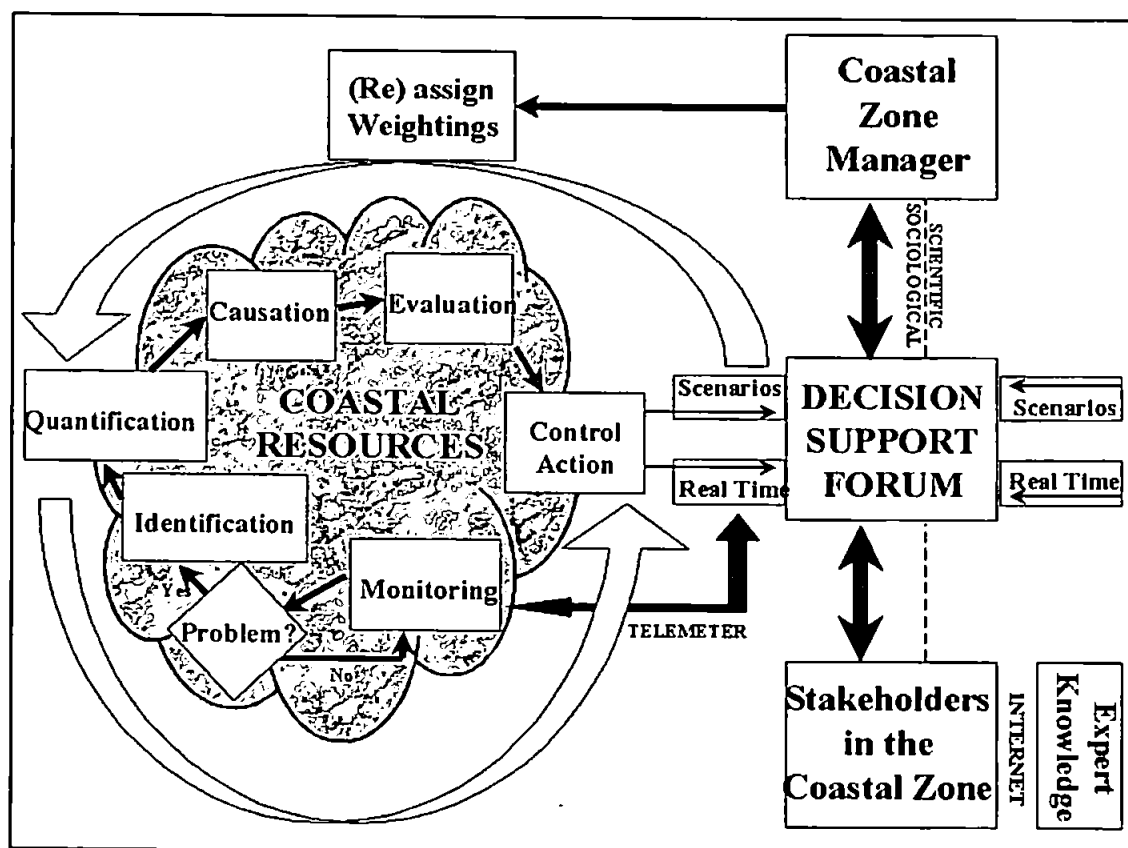 (Re) assign
Weightings
Coastal
Zone
Manager
SOCIOLOGICAL
SCIENTIFIC
Causation
Evaluation
Quantification
COASTAL
RESOURCES
Control
Action
Scenarios
Real Time
DECISION
SUPPORT
FORUM
Scenarios
Real Time
Identification
Monitoring
Yes
Problem?
No
TELEMETER
Stakeholders
in the
Coastal Zone
INTERNET
Expert
Knowledge